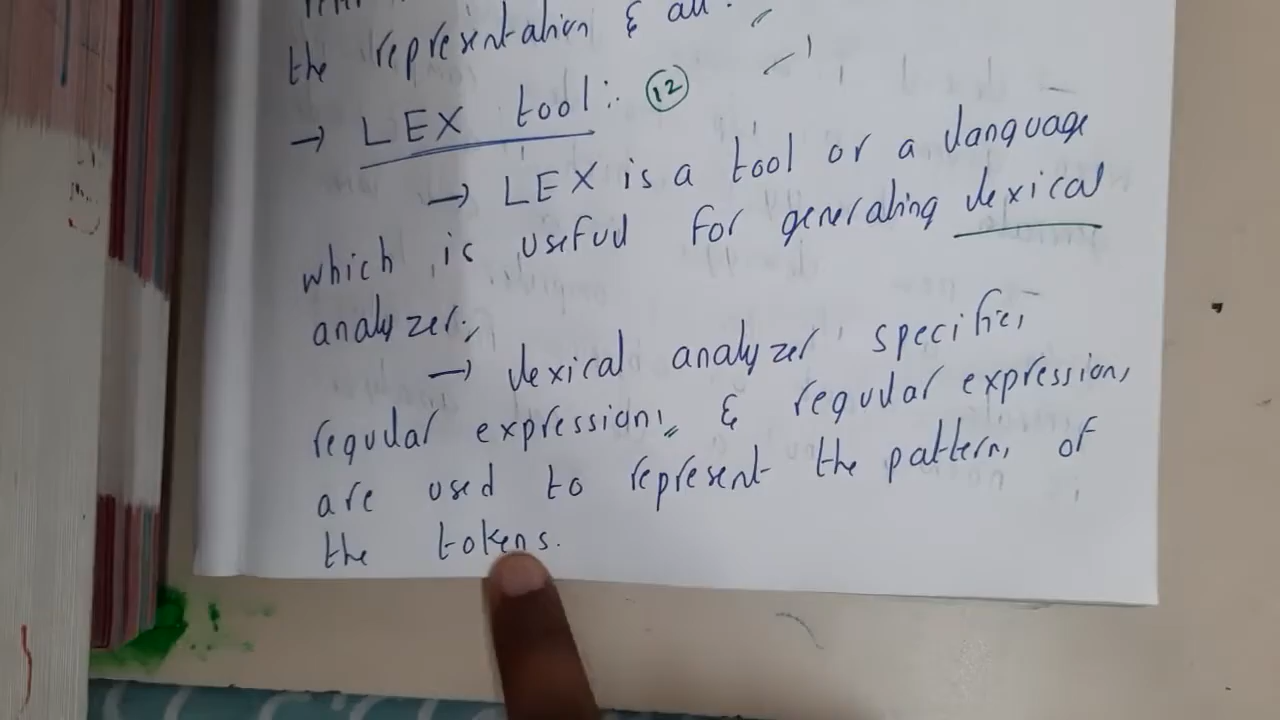 the representation & all.
→ LEX tool:. 12
→ LEX is a tool or a language
which is useful for generating lexical
analyzer.
→ lexical analyzer specifies
regular expressions & regular expressions
are used to represent the patterns of
the tokens.